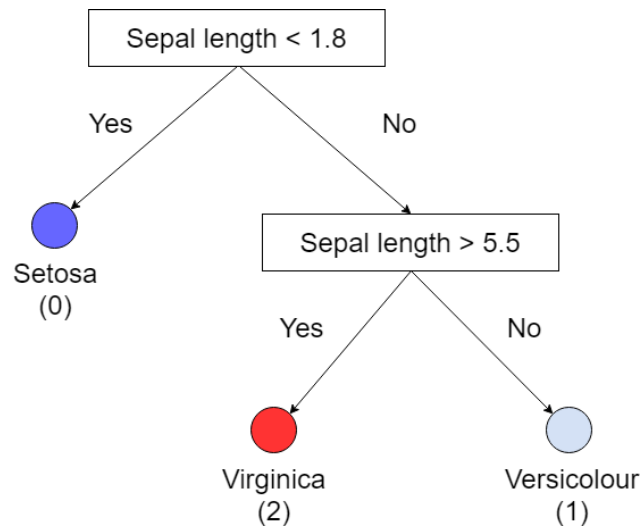 Sepal length < 1.8
Yes
No
Setosa
(0)
Sepal length > 5.5
Yes
No
Virginica
(2)
Versicolour
(1)